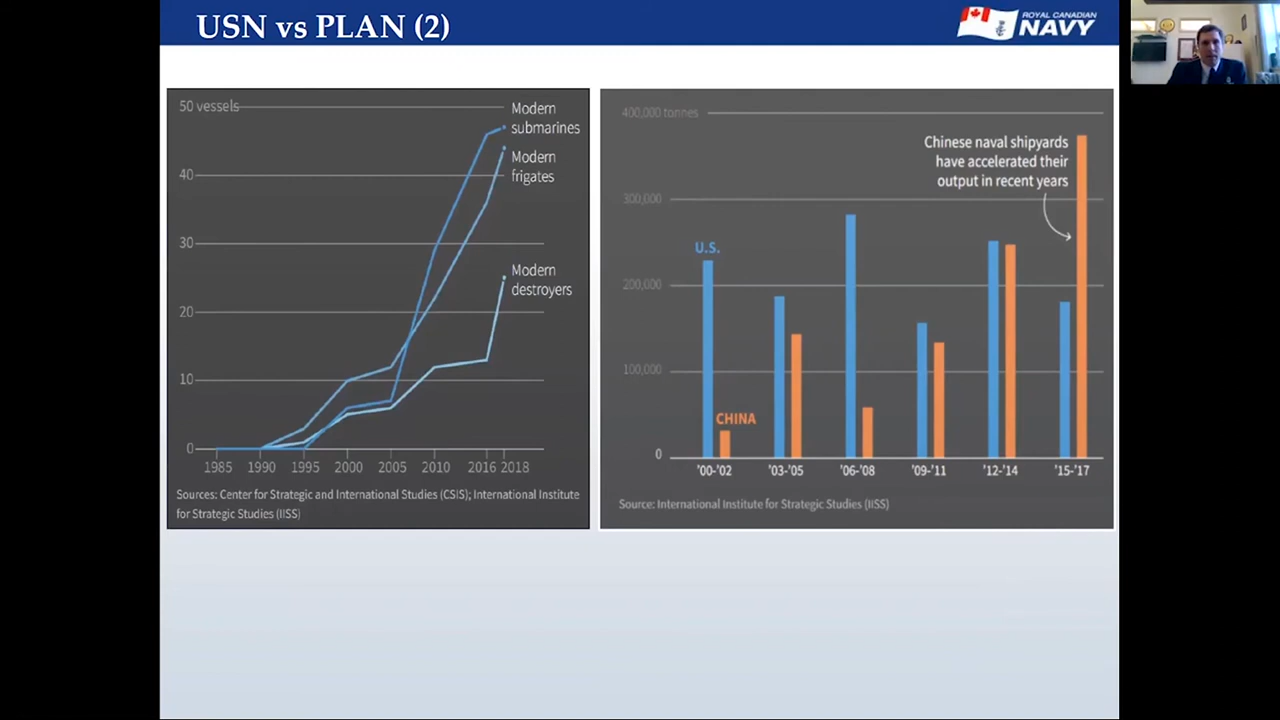 USN vs PLAN (2)
ROYAL CANADIAN
NAVY
50 vessels
40
30
20
10
0
Modern
submarines
Modern
frigates
Modern
destroyers
1985 1990 1995 2000 2005 2010 2016 2018
Sources: Center for Strategic and International Studies (CSIS); International Institute
for Strategic Studies (IISS)
400,000 tonnes
300,000
200,000
100,000
0
Chinese naval shipyards
have accelerated their
output in recent years
U.S.
CHINA
'00-'02 '03-'05 '06-'08 '09-'11 '12-'14 '15-'17
Source: International Institute for Strategic Studies (IISS)